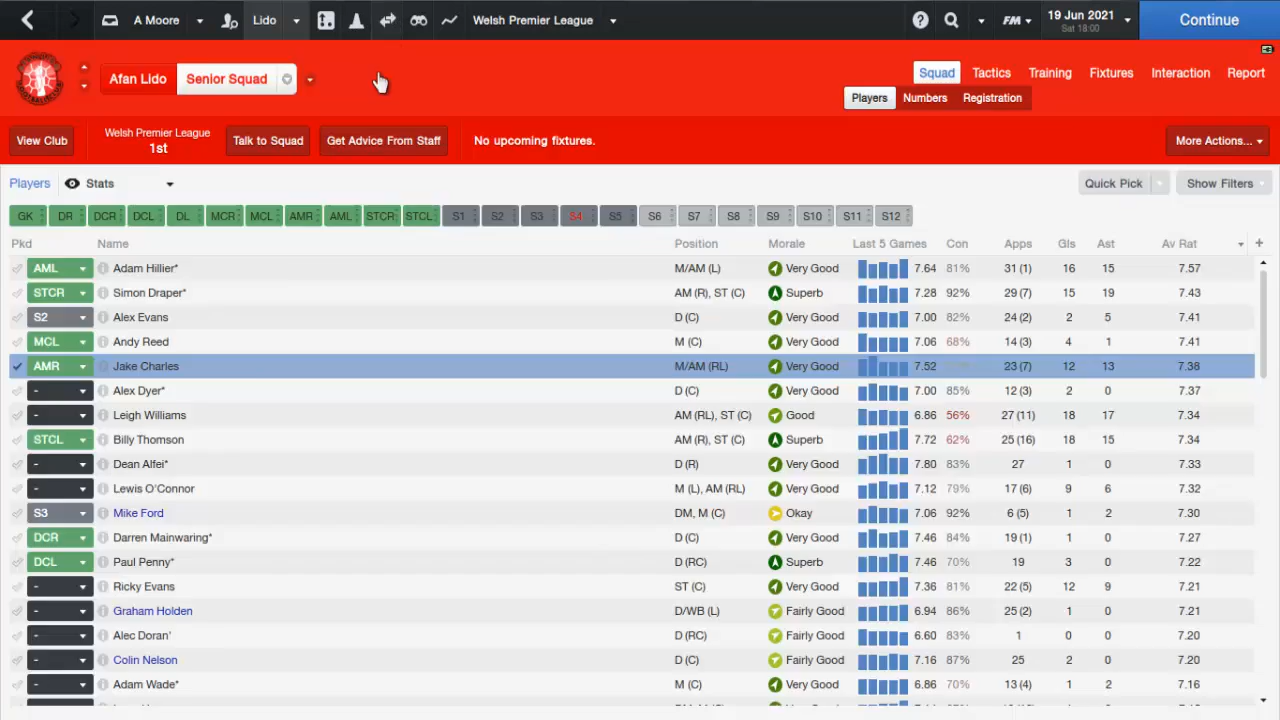 A Moore Lido Welsh Premier League FM 19 Jun 2021 Continue
Sat 18:00
Afan Lido Senior Squad Squad Tactics Training Fixtures Interaction Report
Players Numbers Registration
View Club Welsh Premier League Talk to Squad Get Advice From Staff No upcoming fixtures. More Actions...
1st
Players Stats Quick Pick Show Filters
GK DR DCR DCL DL MCR MCL AMR AML STCR STCL S1 S2 S3 S4 S5 S6 S7 S8 S9 S10 S11 S12
Pkd Name Position Morale Last 5 Games Con Apps Gls Ast Av Rat
AML Adam Hillier* M/AM (L) Very Good 7.64 81% 31 (1) 16 15 7.57
STCR Simon Draper* AM (R), ST (C) Superb 7.28 92% 29 (7) 15 19 7.43
S2 Alex Evans D (C) Very Good 7.00 82% 24 (2) 2 5 7.41
MCL Andy Reed M (C) Very Good 7.06 68% 14 (3) 4 1 7.41
AMR Jake Charles M/AM (RL) Very Good 7.52 23 (7) 12 13 7.38
- Alex Dyer* D (C) Very Good 7.00 85% 12 (3) 2 0 7.37
- Leigh Williams AM (RL), ST (C) Good 6.86 56% 27 (11) 18 17 7.34
STCL Billy Thomson AM (R), ST (C) Superb 7.72 62% 25 (16) 18 15 7.34
- Dean Alfei* D (R) Very Good 7.80 83% 27 1 0 7.33
- Lewis O'Connor M (L), AM (RL) Very Good 7.12 79% 17 (6) 9 6 7.32
S3 Mike Ford DM, M (C) Okay 7.06 92% 6 (5) 1 2 7.30
DCR Darren Mainwaring* D (C) Very Good 7.46 84% 19 (1) 1 0 7.27
DCL Paul Penny* D (RC) Superb 7.46 70% 19 3 0 7.22
- Ricky Evans ST (C) Very Good 7.36 81% 22 (5) 12 9 7.21
- Graham Holden D/WB (L) Fairly Good 6.94 86% 25 (2) 1 0 7.21
- Alec Doran' D (RC) Fairly Good 6.60 83% 1 0 0 7.20
- Colin Nelson D (C) Fairly Good 7.16 87% 25 2 0 7.20
- Adam Wade* M (C) Very Good 6.86 70% 13 (4) 1 2 7.16